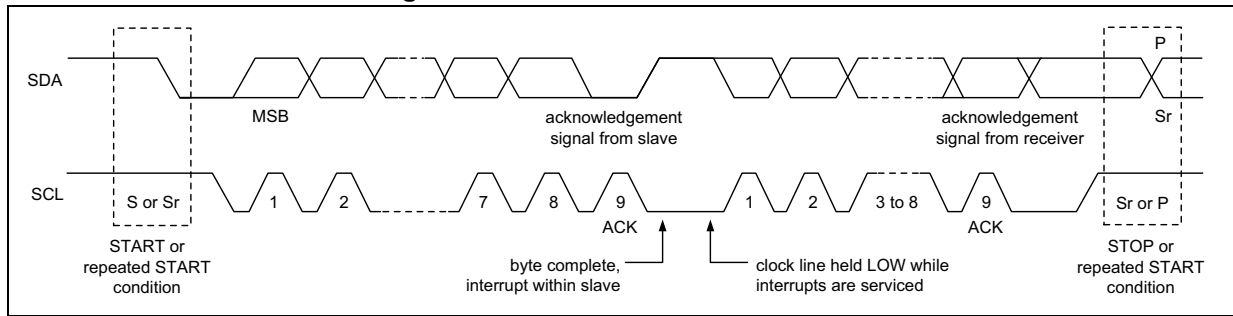 SDA
MSB
acknowledgement
signal from slave
acknowledgement
signal from receiver
P
Sr
SCL
S or Sr
1
2
7
8
9
ACK
1
2
3 to 8
9
ACK
Sr or P
START or
repeated START
condition
byte complete,
interrupt within slave
clock line held LOW while
interrupts are serviced
STOP or
repeated START
condition